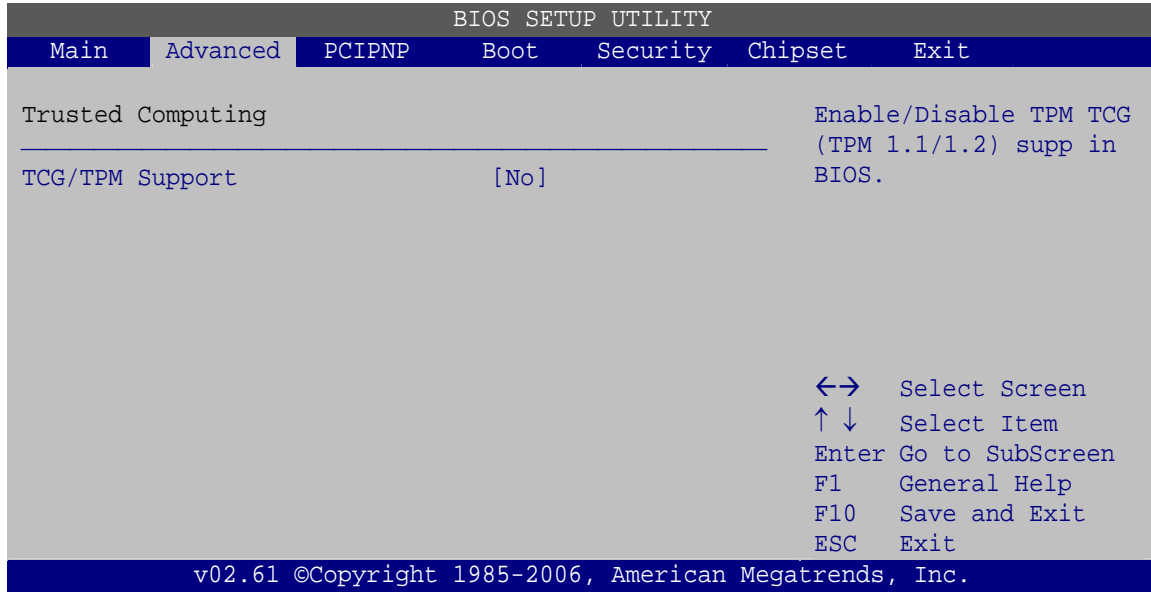 BIOS SETUP UTILITY
Main Advanced PCIPNP Boot Security Chipset Exit
Trusted Computing
TCG/TPM Support [No]
Enable/Disable TPM TCG
(TPM 1.1/1.2) supp in
BIOS.
←→ Select Screen
↑ ↓ Select Item
Enter Go to SubScreen
F1 General Help
F10 Save and Exit
ESC Exit
v02.61 ©Copyright 1985-2006, American Megatrends, Inc.